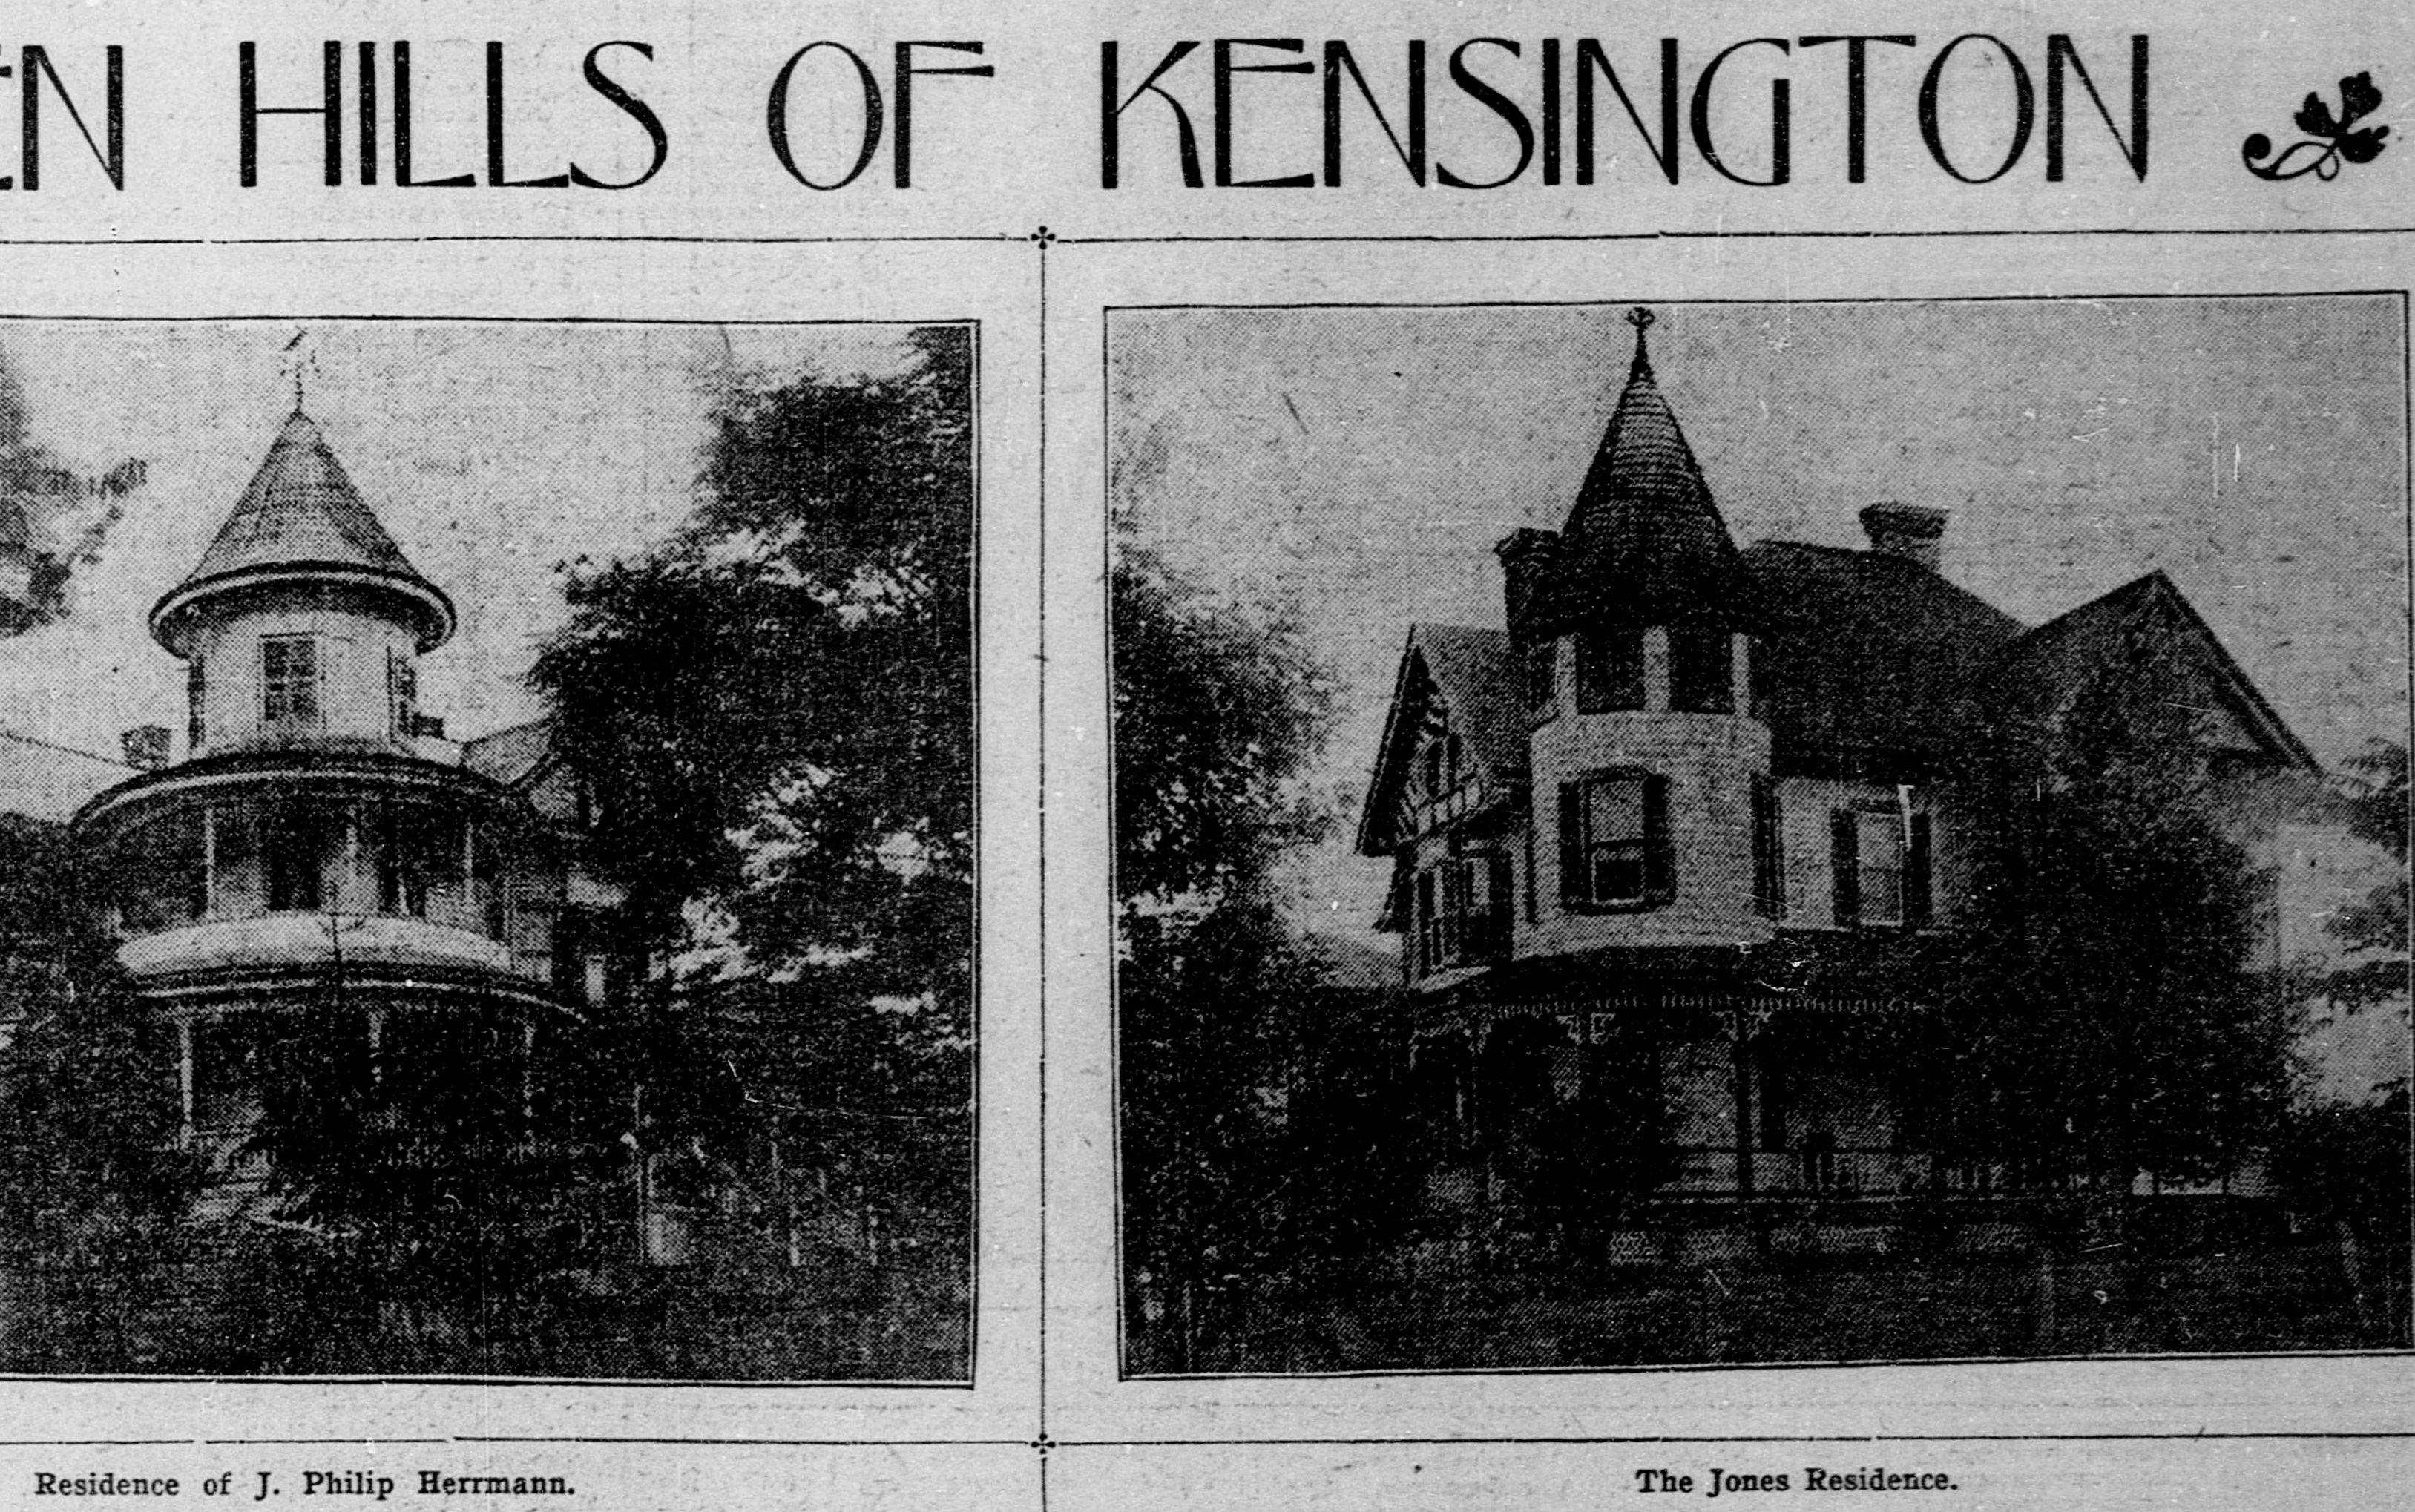 EN HILLS OF KENSINGTON
Residence of J. Philip Herrmann.
The Jones Residence.